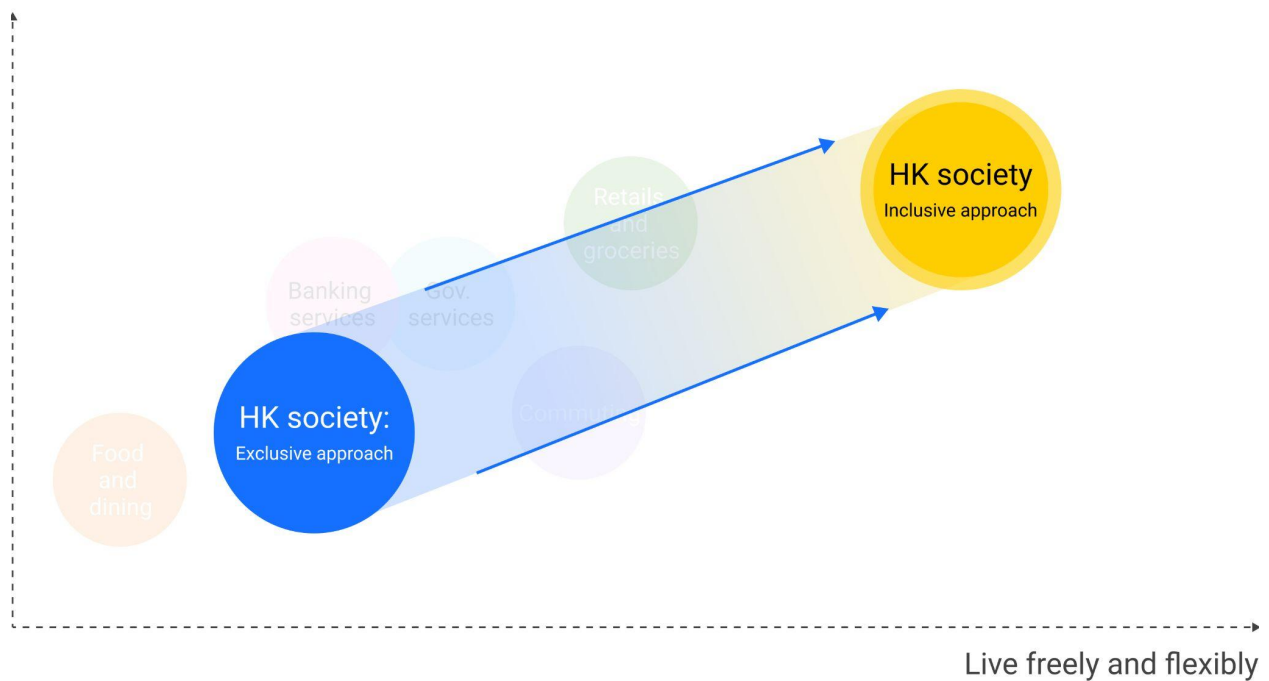 HK society
Inclusive approach
Retails
and
groceries
Banking
services
Gov.
services
HK society:
Exclusive approach
Food
and
dining
Live freely and flexibly